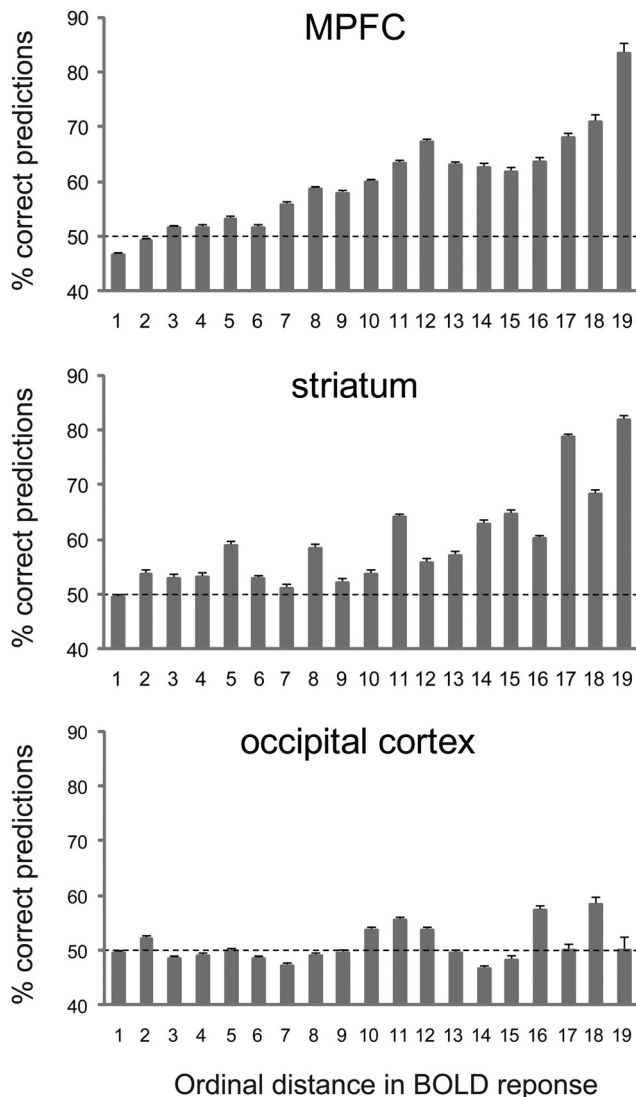 MPFC
% correct predictions
90
80
70
60
50
40
1 2 3 4 5 6 7 8 9 10 11 12 13 14 15 16 17 18 19
striatum
% correct predictions
90
80
70
60
50
40
1 2 3 4 5 6 7 8 9 10 11 12 13 14 15 16 17 18 19
occipital cortex
% correct predictions
90
80
70
60
50
40
1 2 3 4 5 6 7 8 9 10 11 12 13 14 15 16 17 18 19
Ordinal distance in BOLD reponse